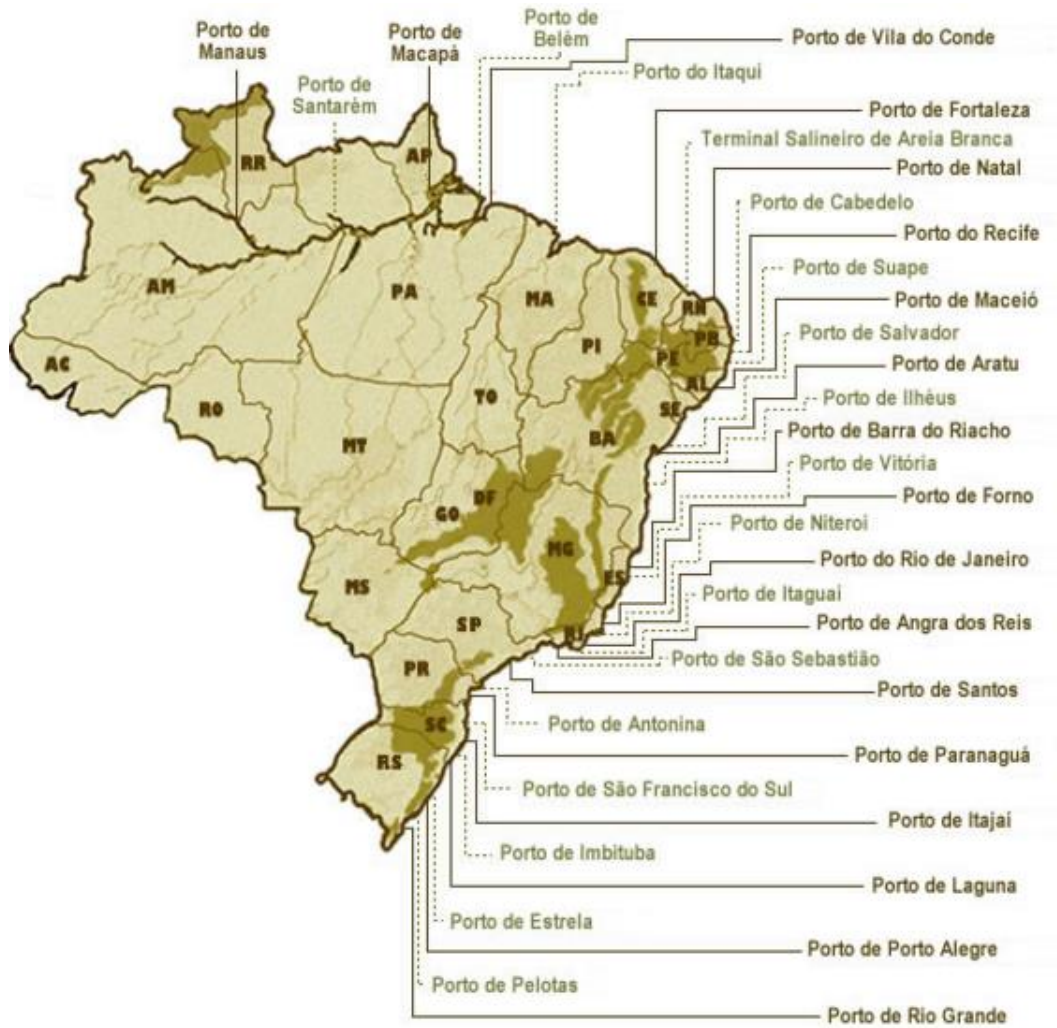 Porto de
Manaus
Porto de
Santarém
Porto de
Macapá
Porto de
Belém
Porto de Vila do Conde
Porto do Itaqui
Porto de Fortaleza
Terminal Salineiro de Areia Branca
Porto de Natal
Porto de Cabedelo
Porto do Recife
Porto de Suape
Porto de Maceió
Porto de Salvador
Porto de Aratu
Porto de Ilhéus
Porto de Barra do Riacho
Porto de Vitória
Porto de Forno
Porto de Niteroi
Porto do Rio de Janeiro
Porto de Itaguai
Porto de Angra dos Reis
Porto de São Sebastião
Porto de Santos
Porto de Antonina
Porto de Paranaguá
Porto de São Francisco do Sul
Porto de Itajaí
Porto de Imbituba
Porto de Laguna
Porto de Estrela
Porto de Porto Alegre
Porto de Pelotas
Porto de Rio Grande
RR
AP
AM
PA
MA
CE
RN
PB
PI
PE
AL
AC
RO
TO
SE
BA
MT
DF
GO
MG
ES
MS
SP
RJ
PR
SC
RS